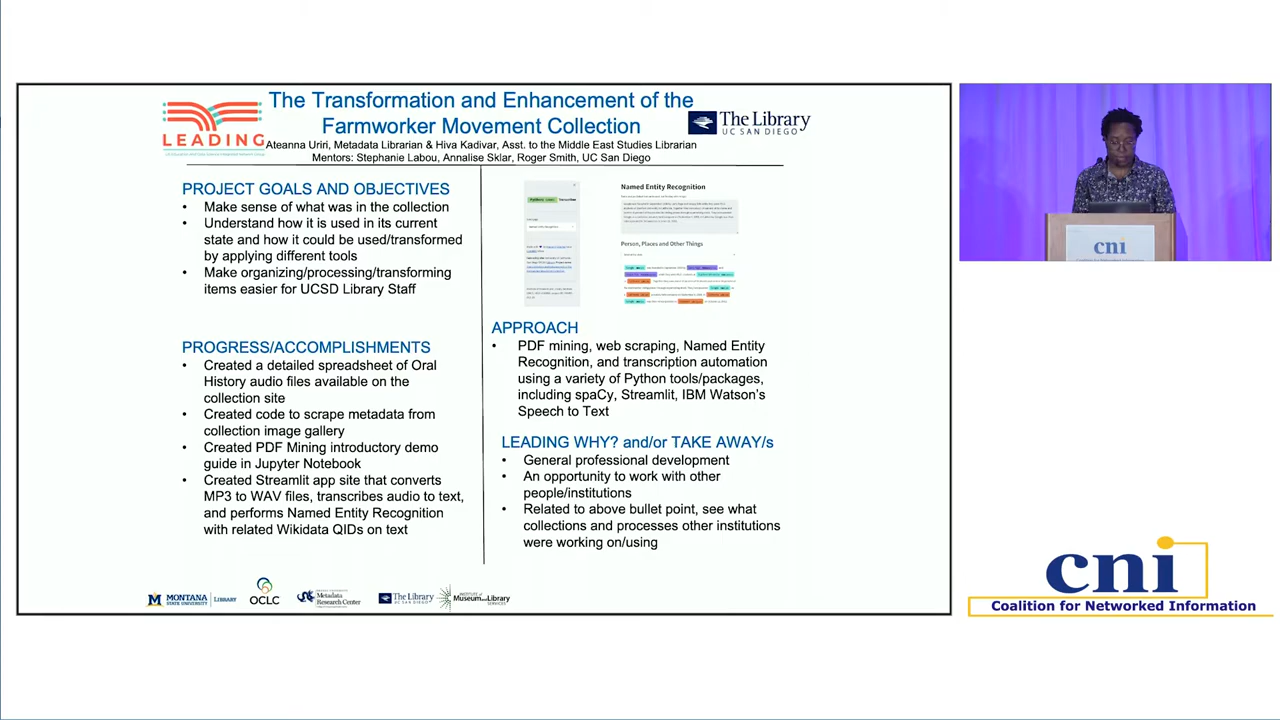 The Transformation and Enhancement of the
Farmworker Movement Collection
LEADING
The Library
UC SAN DIEGO
Ateanna Uriri, Metadata Librarian & Hiva Kadivar, Asst. to the Middle East Studies Librarian
Mentors: Stephanie Labou, Annalise Sklar, Roger Smith, UC San Diego
PROJECT GOALS AND OBJECTIVES
• Make sense of what was in the collection
• Understand how it is used in its current
state and how it could be used/transformed
by applying different tools
• Make organizing/processing/transforming
items easier for UCSD Library Staff
PROGRESS/ACCOMPLISHMENTS
• Created a detailed spreadsheet of Oral
History audio files available on the
collection site
• Created code to scrape metadata from
collection image gallery
• Created PDF Mining introductory demo
guide in Jupyter Notebook
• Created Streamlit app site that converts
MP3 to WAV files, transcribes audio to text,
and performs Named Entity Recognition
with related Wikidata QIDs on text
Named Entity Recognition
Person, Places and Other Things
APPROACH
• PDF mining, web scraping, Named Entity
Recognition, and transcription automation
using a variety of Python tools/packages,
including spaCy, Streamlit, IBM Watson's
Speech to Text
LEADING WHY? and/or TAKE AWAY/s
• General professional development
• An opportunity to work with other
people/institutions
• Related to above bullet point, see what
collections and processes other institutions
were working on/using
MONTANA
STATE UNIVERSITY
LIBRARY
OCLC
Metadata
Research Center
The Library
UC SAN DIEGO
INSTITUTE of
Museum and Library
SERVICES
cni
cni
Coalition for Networked Information